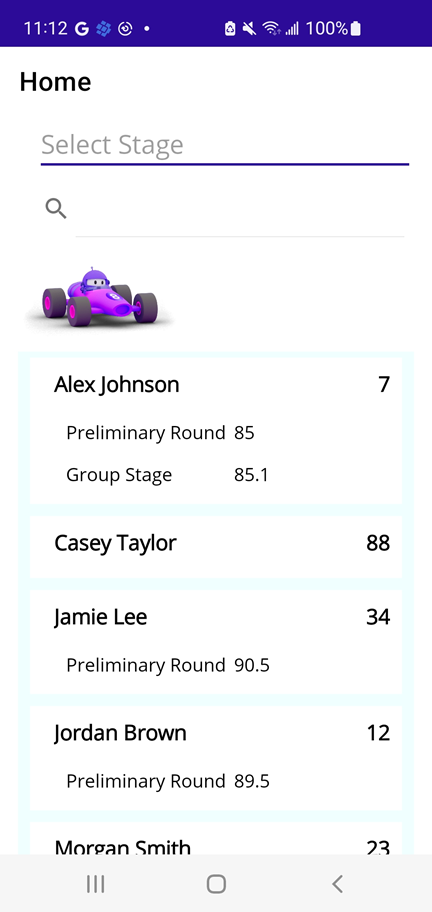 11:12 G 100%
Home
Select Stage
Alex Johnson 7
Preliminary Round 85
Group Stage 85.1
Casey Taylor 88
Jamie Lee 34
Preliminary Round 90.5
Jordan Brown 12
Preliminary Round 89.5
Morgan Smith 23